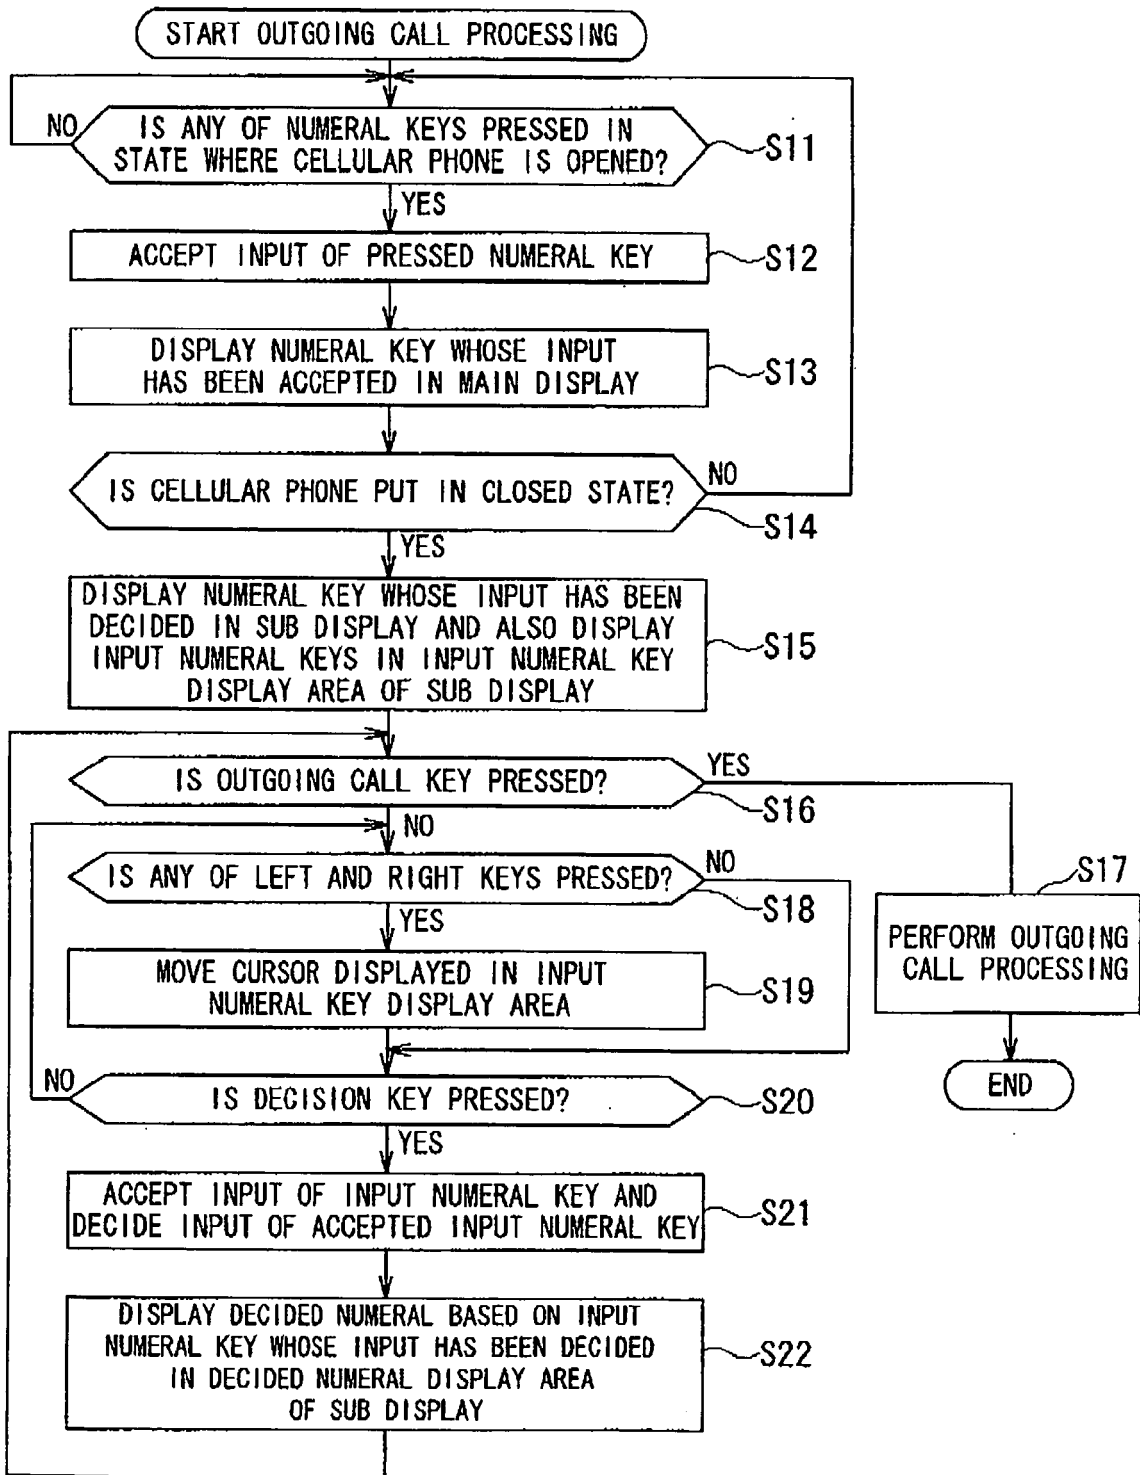 START OUTGOING CALL PROCESSING
NO
IS ANY OF NUMERAL KEYS PRESSED IN
STATE WHERE CELLULAR PHONE IS OPENED?
S11
YES
ACCEPT INPUT OF PRESSED NUMERAL KEY
S12
DISPLAY NUMERAL KEY WHOSE INPUT
HAS BEEN ACCEPTED IN MAIN DISPLAY
S13
IS CELLULAR PHONE PUT IN CLOSED STATE?
NO
S14
YES
DISPLAY NUMERAL KEY WHOSE INPUT HAS BEEN
DECIDED IN SUB DISPLAY AND ALSO DISPLAY
INPUT NUMERAL KEYS IN INPUT NUMERAL KEY
DISPLAY AREA OF SUB DISPLAY
S15
IS OUTGOING CALL KEY PRESSED?
YES
S16
NO
IS ANY OF LEFT AND RIGHT KEYS PRESSED?
NO
S18
S17
YES
PERFORM OUTGOING
CALL PROCESSING
MOVE CURSOR DISPLAYED IN INPUT
NUMERAL KEY DISPLAY AREA
S19
NO
IS DECISION KEY PRESSED?
S20
END
YES
ACCEPT INPUT OF INPUT NUMERAL KEY AND
DECIDE INPUT OF ACCEPTED INPUT NUMERAL KEY
S21
DISPLAY DECIDED NUMERAL BASED ON INPUT
NUMERAL KEY WHOSE INPUT HAS BEEN DECIDED
IN DECIDED NUMERAL DISPLAY AREA
OF SUB DISPLAY
S22